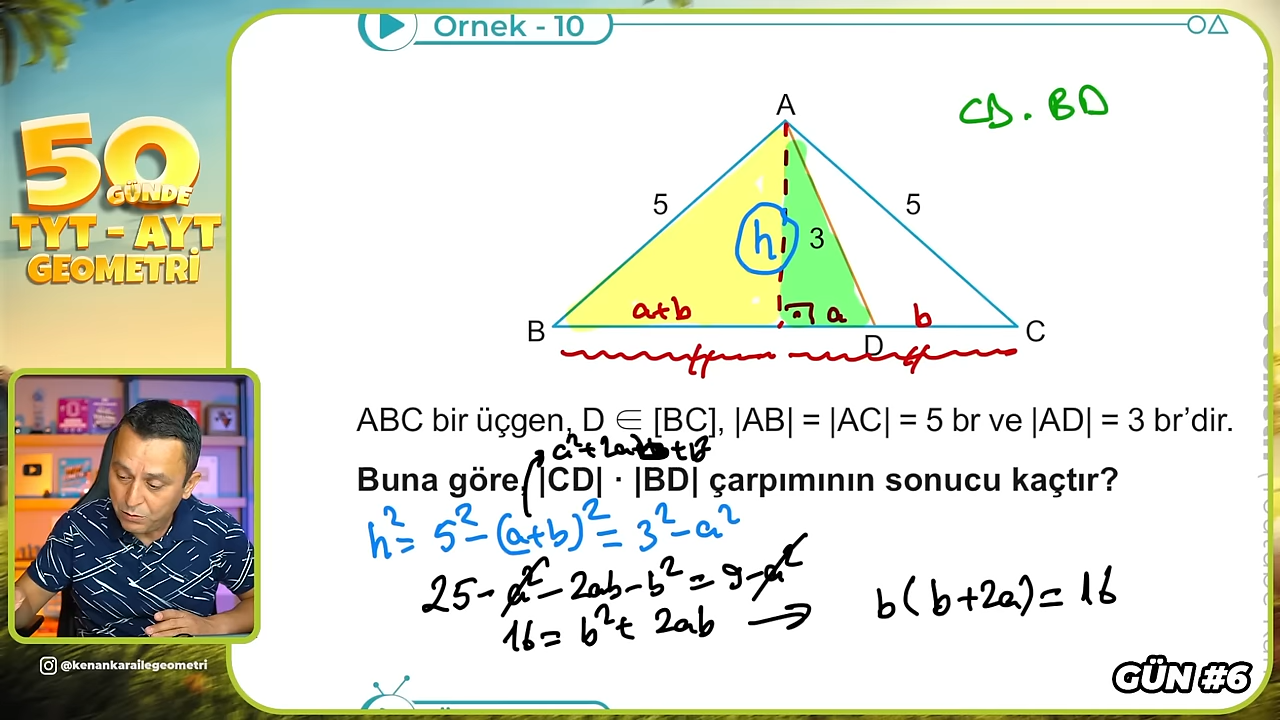 Örnek - 10
50
GÜNDE
TYT - AYT
GEOMETRİ
CD . BD
A
5
5
h
3
a+b
a
b
B
D
C
ABC bir üçgen, D ∈ [BC], |AB| = |AC| = 5 br ve |AD| = 3 br’dir.
Buna göre, |CD| · |BD| çarpımının sonucu kaçtır?
h² = 5² - (a+b)² = 3² - a²
25 - a² - 2ab - b² = 9 - a²
16 = b² + 2ab → b(b+2a) = 16
@kenankarailegeometri
GÜN #6